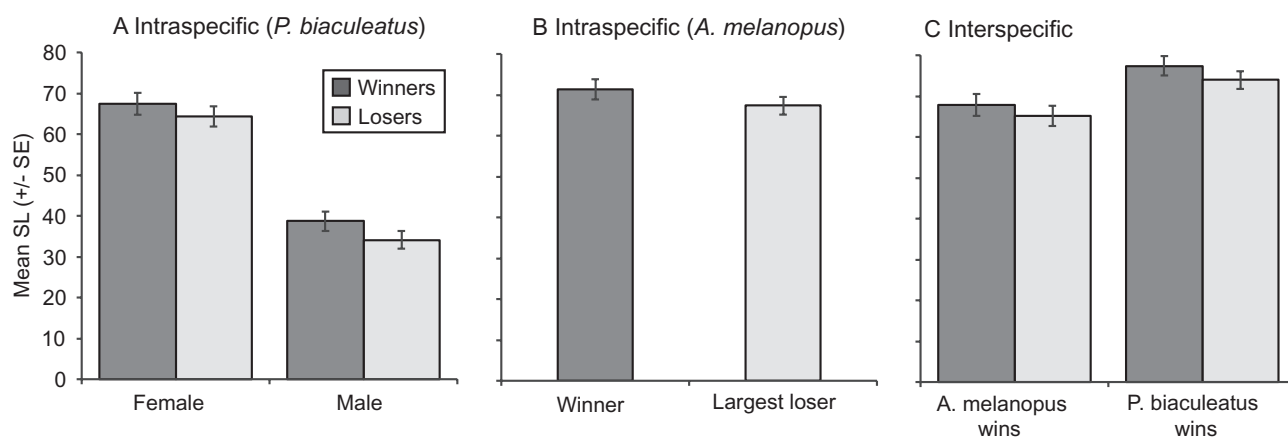 A Intraspecific (P. biaculeatus)
B Intraspecific (A. melanopus)
C Interspecific
Mean SL (+/- SE)
80
70
60
50
40
30
20
10
0
Winners
Losers
Female
Male
Winner
Largest loser
A. melanopus
wins
P. biaculeatus
wins